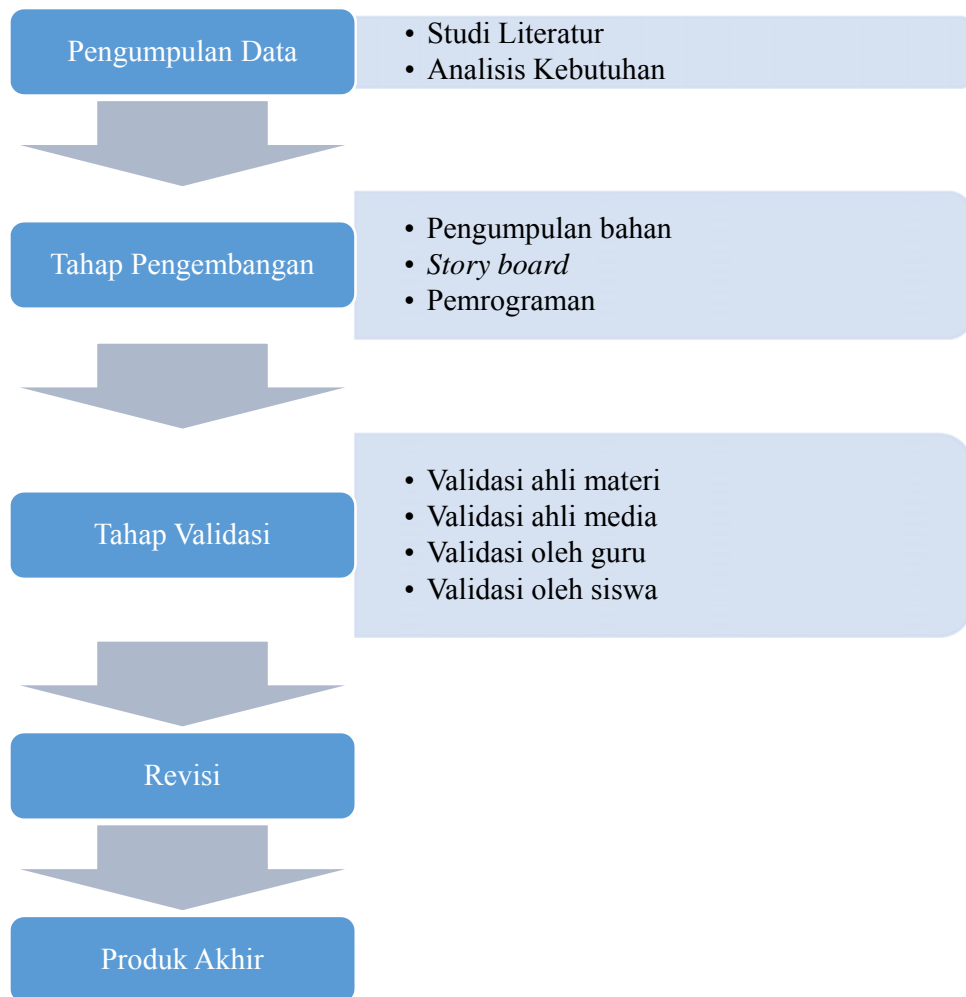 Pengumpulan Data
• Studi Literatur
• Analisis Kebutuhan
Tahap Pengembangan
• Pengumpulan bahan
• Story board
• Pemrograman
Tahap Validasi
• Validasi ahli materi
• Validasi ahli media
• Validasi oleh guru
• Validasi oleh siswa
Revisi
Produk Akhir